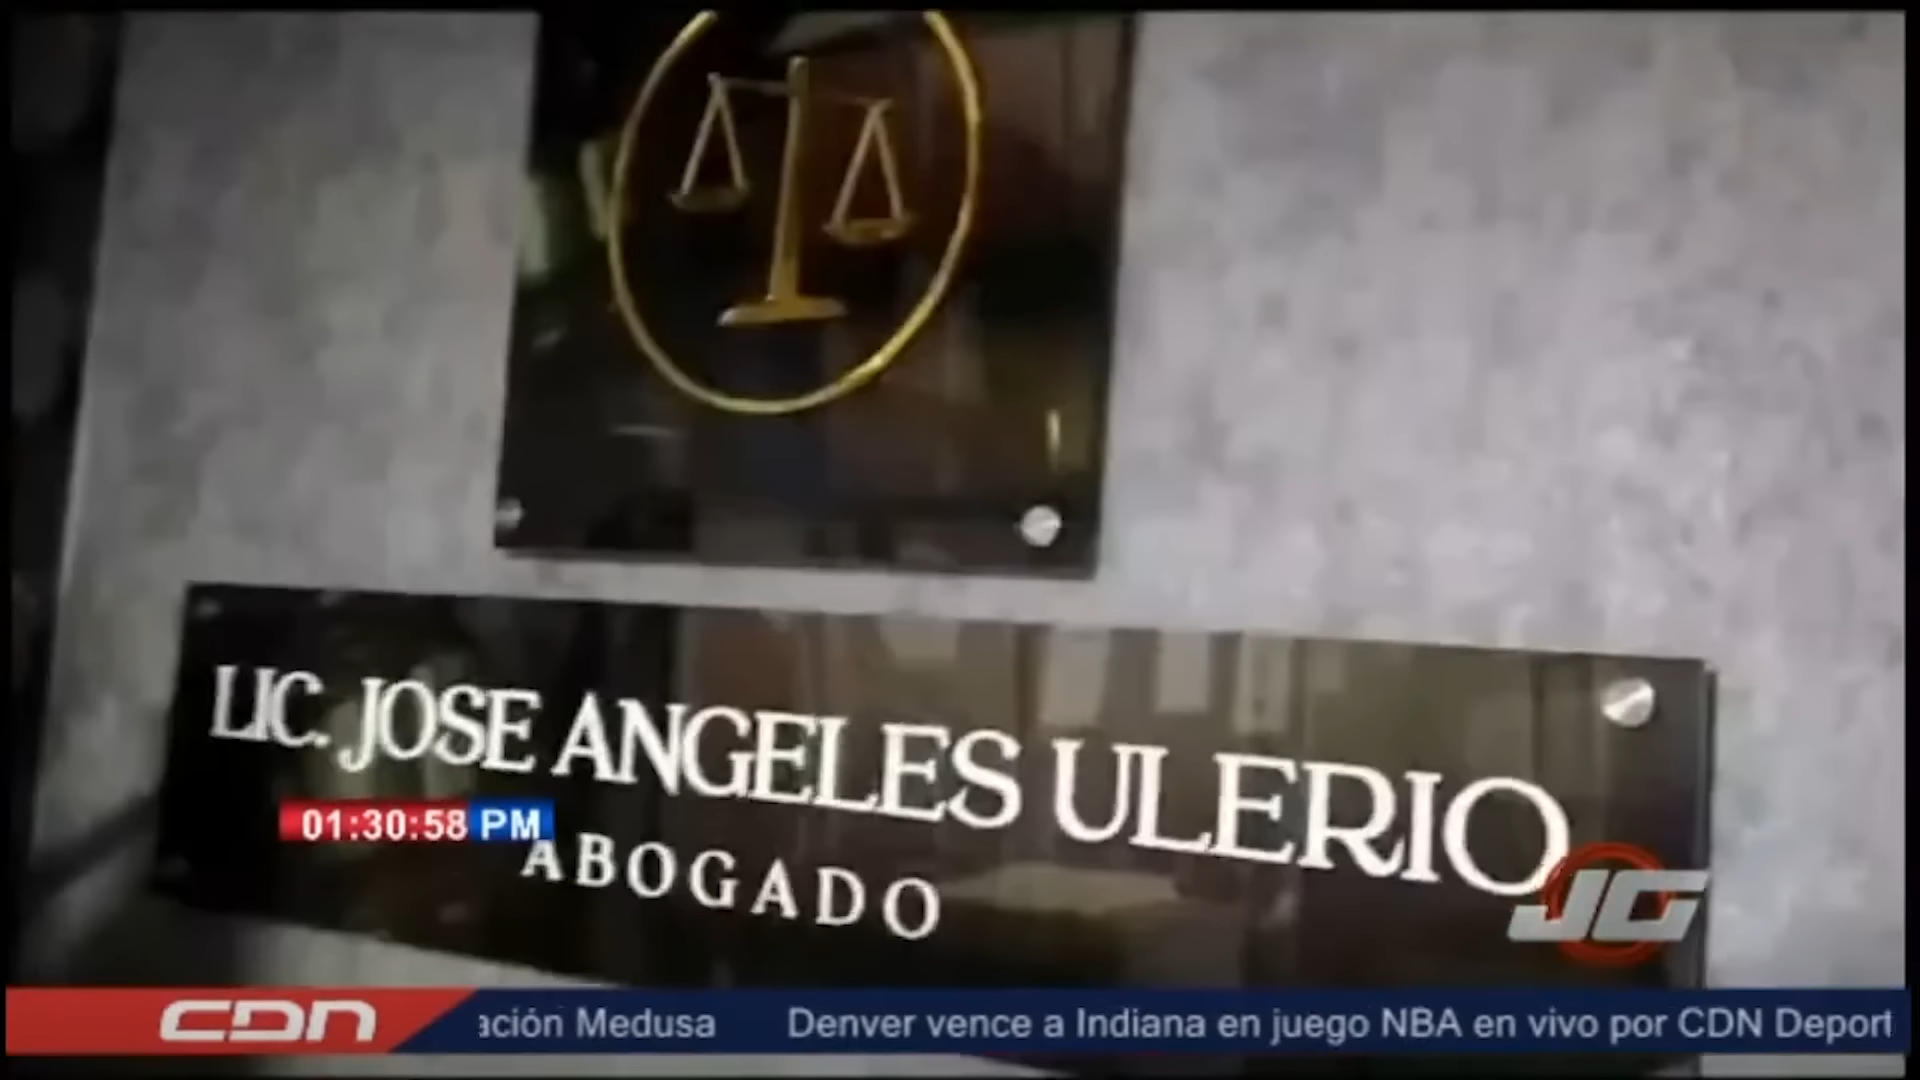 LIC. JOSE ANGELES ULERIO
01:30:58 PM
ABOGADO
JG
CDN
ación Medusa Denver vence a Indiana en juego NBA en vivo por CDN Deport